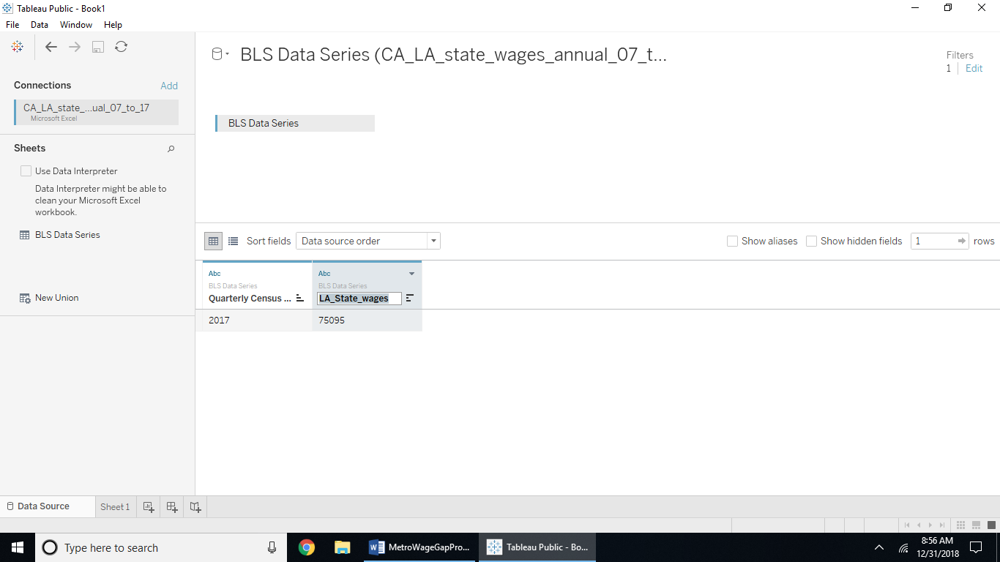 Tableau Public - Book1
File Data Window Help
BLS Data Series (CA_LA_state_wages_annual_07_t...
Filters
1 Edit
Connections
Add
CA_LA_state_...ual_07_to_17
Microsoft Excel
BLS Data Series
Sheets
Use Data Interpreter
Data Interpreter might be able to
clean your Microsoft Excel
workbook.
BLS Data Series
New Union
Sort fields Data source order
Show aliases Show hidden fields 1 rows
Abc Abc
BLS Data Series BLS Data Series
Quarterly Census ... LA_State_wages
2017 75095
Data Source Sheet 1
Type here to search
MetroWageGapPro...
Tableau Public - Bo...
8:56 AM
12/31/2018